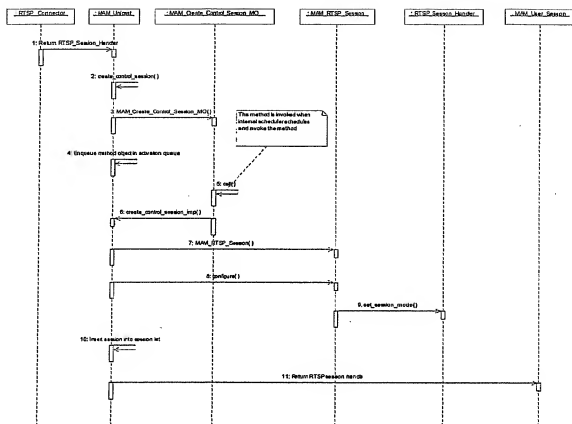 : RTSP_Connector
: MAM_Unicast
: MAM_Create_Control_Session_MO
: MAM_RTSP_Session
: RTSP_Session_Handler
: MAM_User_Session
1: Return RTSP_Session_Handler
2: create_control_session()
3: MAM_Create_Control_Session_MO()
This method is invoked when
internal scheduler schedules
and invoke the method
4: Enqueue method object in activation queue
5: call()
6: create_control_session_imp()
7: MAM_RTSP_Session()
8: configure()
9: set_session_mode()
10: Insert session into session list
11: Return RTSP session handle